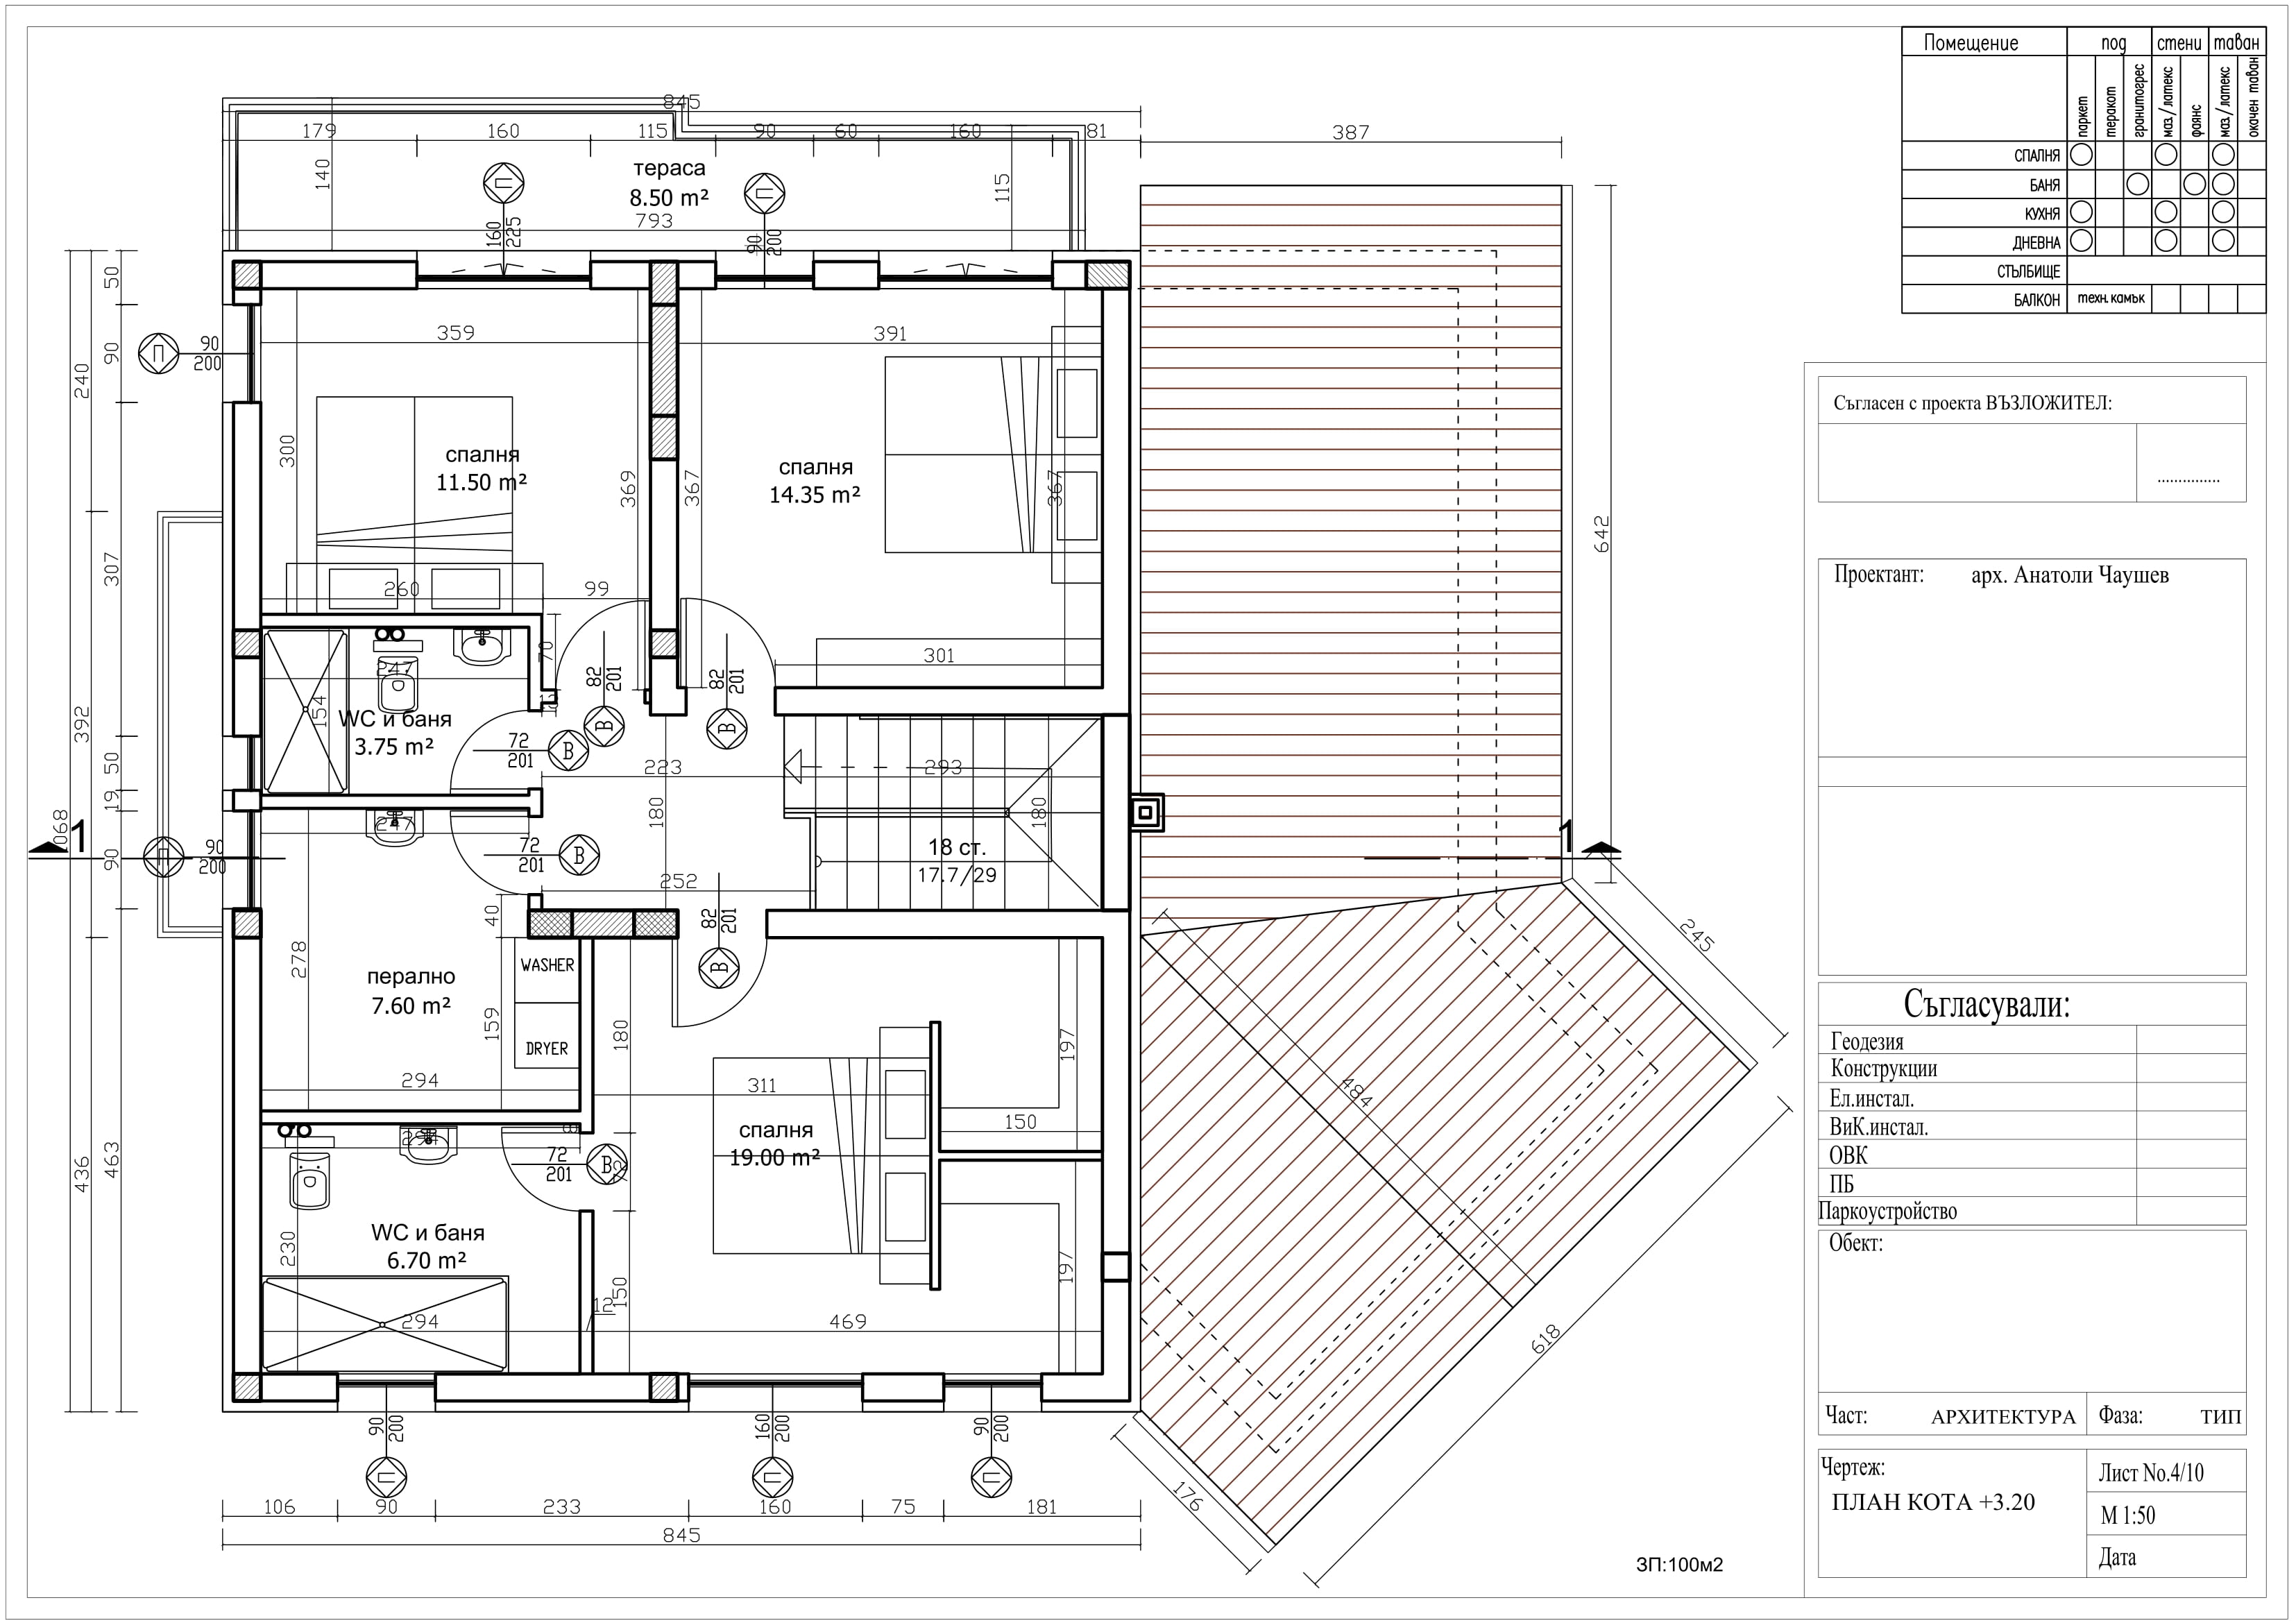 845
179 160 115 90 60 160 81
387
140
тераса
8.50 m²
115
793
П
160
225
П
90
200
50
90
240
307
392
50
19
1068
90
436
463
П
90
200
359
300
спалня
11.50 m²
369
260
99
391
367
спалня
14.35 m²
367
301
70
247
154
WC и баня
3.75 m²
12
82
201
В
82
201
В
72
201
В
223
293
180
180
1
П
90
200
247
72
201
В
18 ст.
17.7/29
252
1
642
40
82
201
В
278
перално
7.60 m²
WASHER
159
DRYER
180
294
311
197
150
спалня
19.00 m²
294
8
72
201
В
72
WC и баня
6.70 m²
230
294
12
150
469
197
245
484
618
176
90
200
П
160
200
П
90
200
П
106 90 233 160 75 181
845
ЗП:100м2
Помещение под стени таван
паркет теракот гранитогрес маз./латекс фаянс маз./латекс окачен таван
СПАЛНЯ
БАНЯ
КУХНЯ
ДНЕВНА
СТЪЛБИЩЕ
БАЛКОН техн.камък
Съгласен с проекта ВЪЗЛОЖИТЕЛ:
...............
Проектант: арх. Анатоли Чаушев
Съгласували:
Геодезия
Конструкции
Ел.инстал.
ВиК.инстал.
ОВК
ПБ
Паркоустройство
Обект:
Част: АРХИТЕКТУРА Фаза: ТИП
Чертеж:
ПЛАН КОТА +3.20
Лист No.4/10
М 1:50
Дата